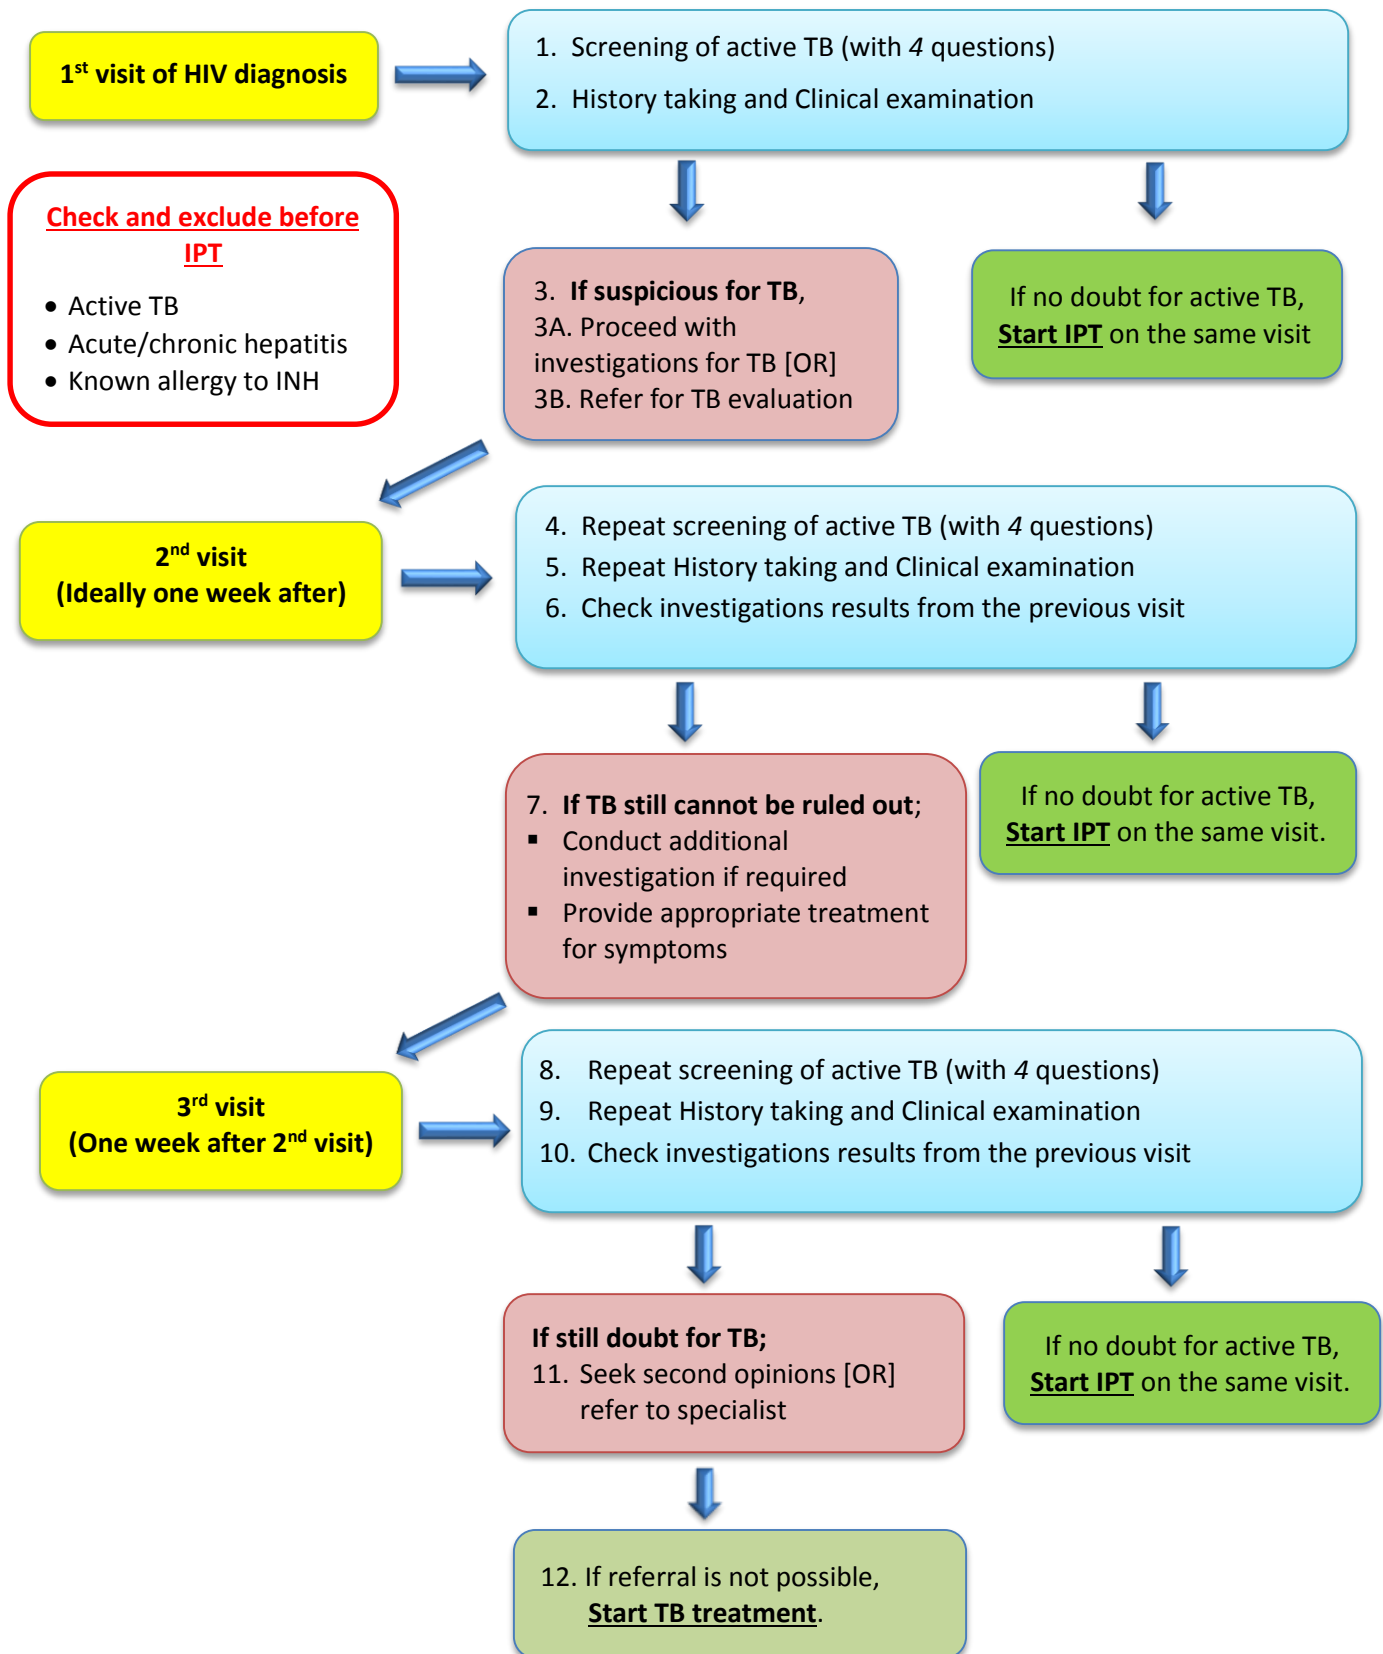 1st visit of HIV diagnosis
1. Screening of active TB (with 4 questions)
2. History taking and Clinical examination
Check and exclude before
IPT
• Active TB
• Acute/chronic hepatitis
• Known allergy to INH
3. If suspicious for TB,
3A. Proceed with
investigations for TB [OR]
3B. Refer for TB evaluation
If no doubt for active TB,
Start IPT on the same visit
2nd visit
(Ideally one week after)
4. Repeat screening of active TB (with 4 questions)
5. Repeat History taking and Clinical examination
6. Check investigations results from the previous visit
7. If TB still cannot be ruled out;
▪ Conduct additional
investigation if required
▪ Provide appropriate treatment
for symptoms
If no doubt for active TB,
Start IPT on the same visit.
3rd visit
(One week after 2nd visit)
8. Repeat screening of active TB (with 4 questions)
9. Repeat History taking and Clinical examination
10. Check investigations results from the previous visit
If still doubt for TB;
11. Seek second opinions [OR]
refer to specialist
If no doubt for active TB,
Start IPT on the same visit.
12. If referral is not possible,
Start TB treatment.